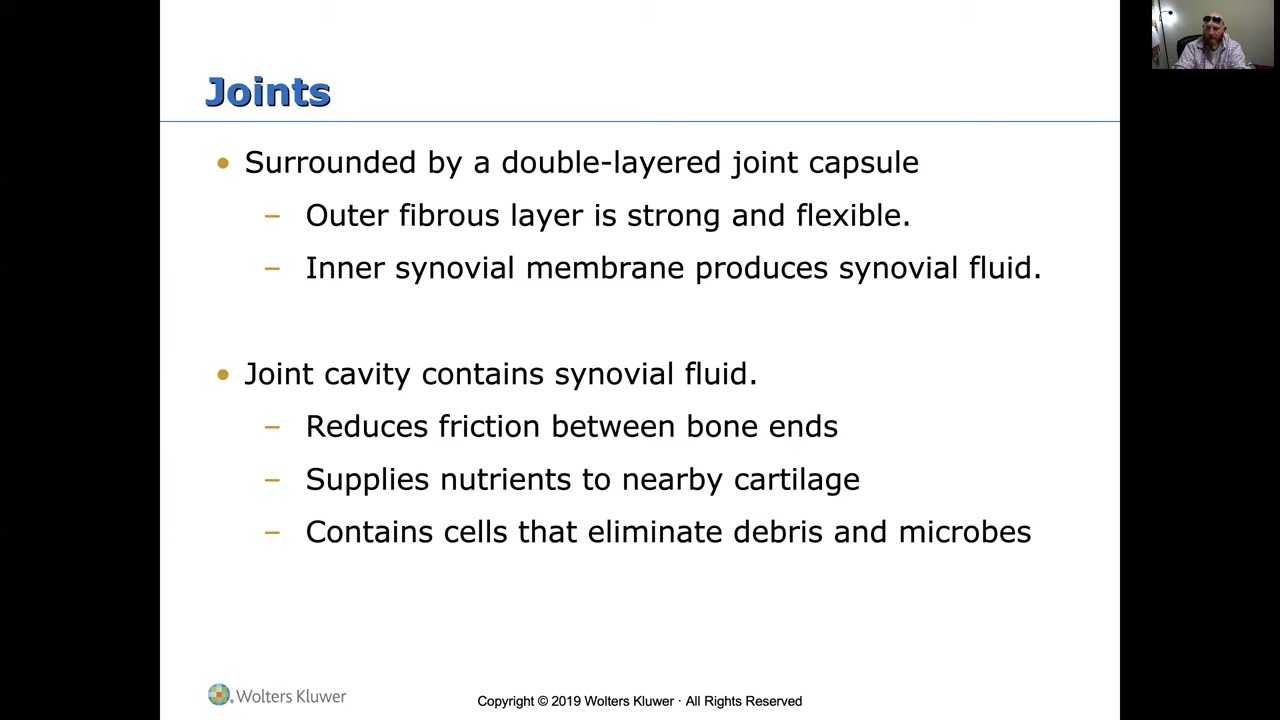 Joints
• Surrounded by a double-layered joint capsule
– Outer fibrous layer is strong and flexible.
– Inner synovial membrane produces synovial fluid.
• Joint cavity contains synovial fluid.
– Reduces friction between bone ends
– Supplies nutrients to nearby cartilage
– Contains cells that eliminate debris and microbes
Wolters Kluwer
Copyright © 2019 Wolters Kluwer · All Rights Reserved